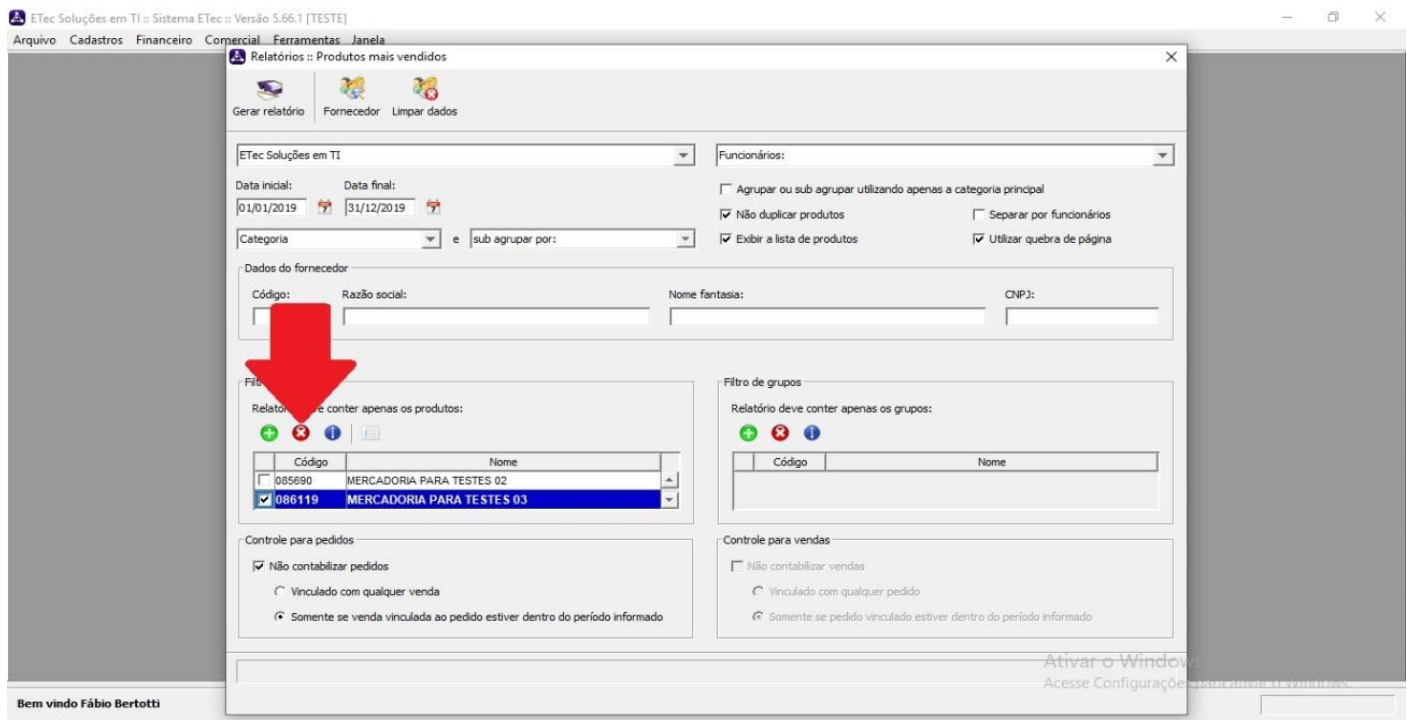 ETec Soluções em TI :: Sistema ETec :: Versão 5.66.1 [TESTE]
Arquivo Cadastros Financeiro Comercial Ferramentas Janela
Relatórios :: Produtos mais vendidos
Gerar relatório Fornecedor Limpar dados
ETec Soluções em TI
Funcionários:
Data inicial: Data final:
01/01/2019 31/12/2019
Agrupar ou sub agrupar utilizando apenas a categoria principal
Não duplicar produtos Separar por funcionários
Categoria e sub agrupar por:
Exibir a lista de produtos Utilizar quebra de página
Dados do fornecedor
Código: Razão social: Nome fantasia: CNPJ:
Filtro de grupos
conter apenas os produtos:
Código Nome
085690 MERCADORIA PARA TESTES 02
086119 MERCADORIA PARA TESTES 03
Relatório deve conter apenas os grupos:
Código Nome
Controle para pedidos
Não contabilizar pedidos
Vinculado com qualquer venda
Somente se venda vinculada ao pedido estiver dentro do período informado
Controle para vendas
Não contabilizar vendas
Vinculado com qualquer pedido
Somente se pedido vinculado estiver dentro do período informado
Ativar o Windows
Acesse Configurações para ativar o Windows.
Bem vindo Fábio Bertotti